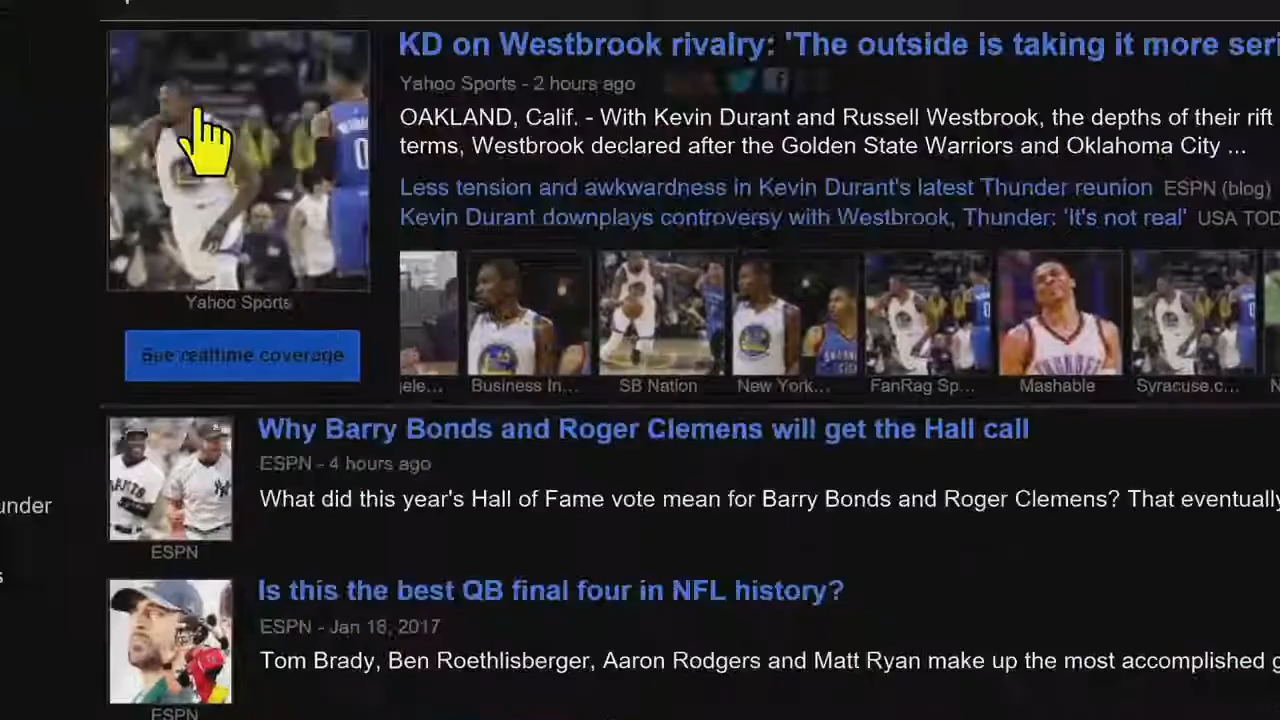 KD on Westbrook rivalry: 'The outside is taking it more seri
Yahoo Sports - 2 hours ago
OAKLAND, Calif. - With Kevin Durant and Russell Westbrook, the depths of their rift
terms, Westbrook declared after the Golden State Warriors and Oklahoma City ...
Less tension and awkwardness in Kevin Durant's latest Thunder reunion ESPN (blog)
Kevin Durant downplays controversy with Westbrook, Thunder: 'It's not real' USA TOD
Yahoo Sports
See realtime coverage
gele... Business In... SB Nation New York... FanRag Sp... Mashable Syracuse.c...
Why Barry Bonds and Roger Clemens will get the Hall call
ESPN - 4 hours ago
What did this year's Hall of Fame vote mean for Barry Bonds and Roger Clemens? That eventually
under
ESPN
Is this the best QB final four in NFL history?
ESPN - Jan 18, 2017
Tom Brady, Ben Roethlisberger, Aaron Rodgers and Matt Ryan make up the most accomplished g
ESPN